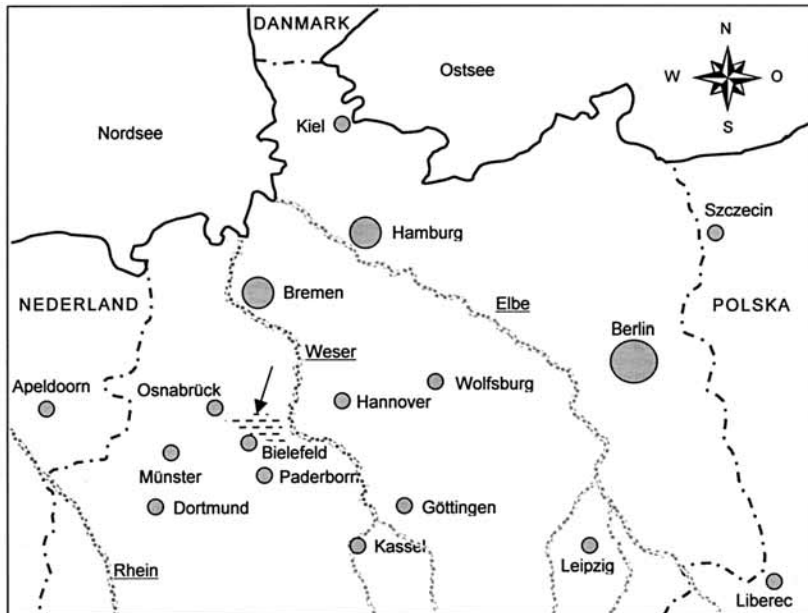 DANMARK
Ostsee
N
W
O
S
Nordsee
Kiel
Szczecin
Hamburg
NEDERLAND
Bremen
Elbe
POLSKA
Berlin
Weser
Apeldoorn
Osnabrück
Hannover
Wolfsburg
Bielefeld
Münster
Paderborn
Dortmund
Göttingen
Kassel
Leipzig
Rhein
Liberec